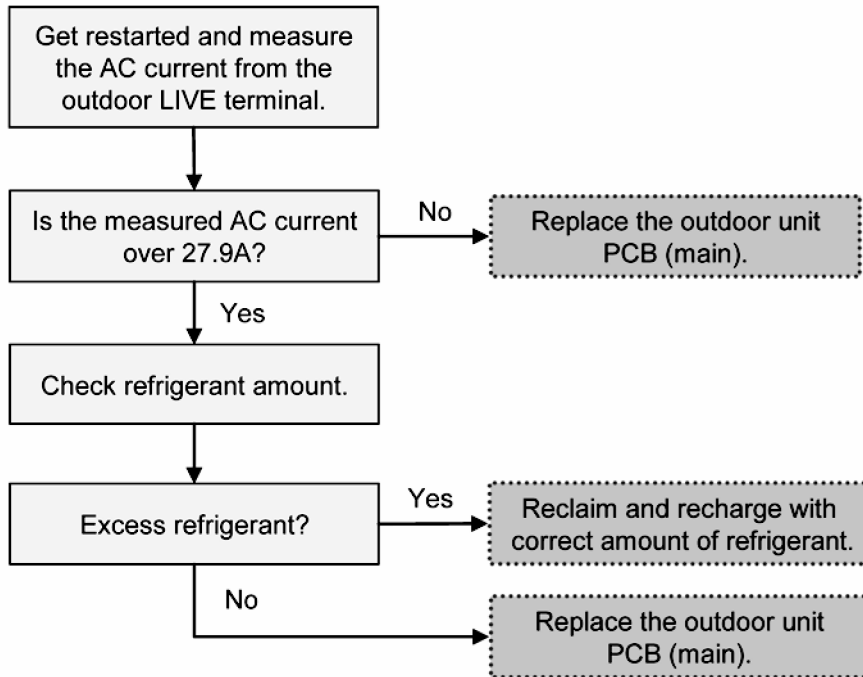 Get restarted and measure
the AC current from the
outdoor LIVE terminal.
Is the measured AC current
over 27.9A?
No
Replace the outdoor unit
PCB (main).
Yes
Check refrigerant amount.
Excess refrigerant?
Yes
Reclaim and recharge with
correct amount of refrigerant.
No
Replace the outdoor unit
PCB (main).